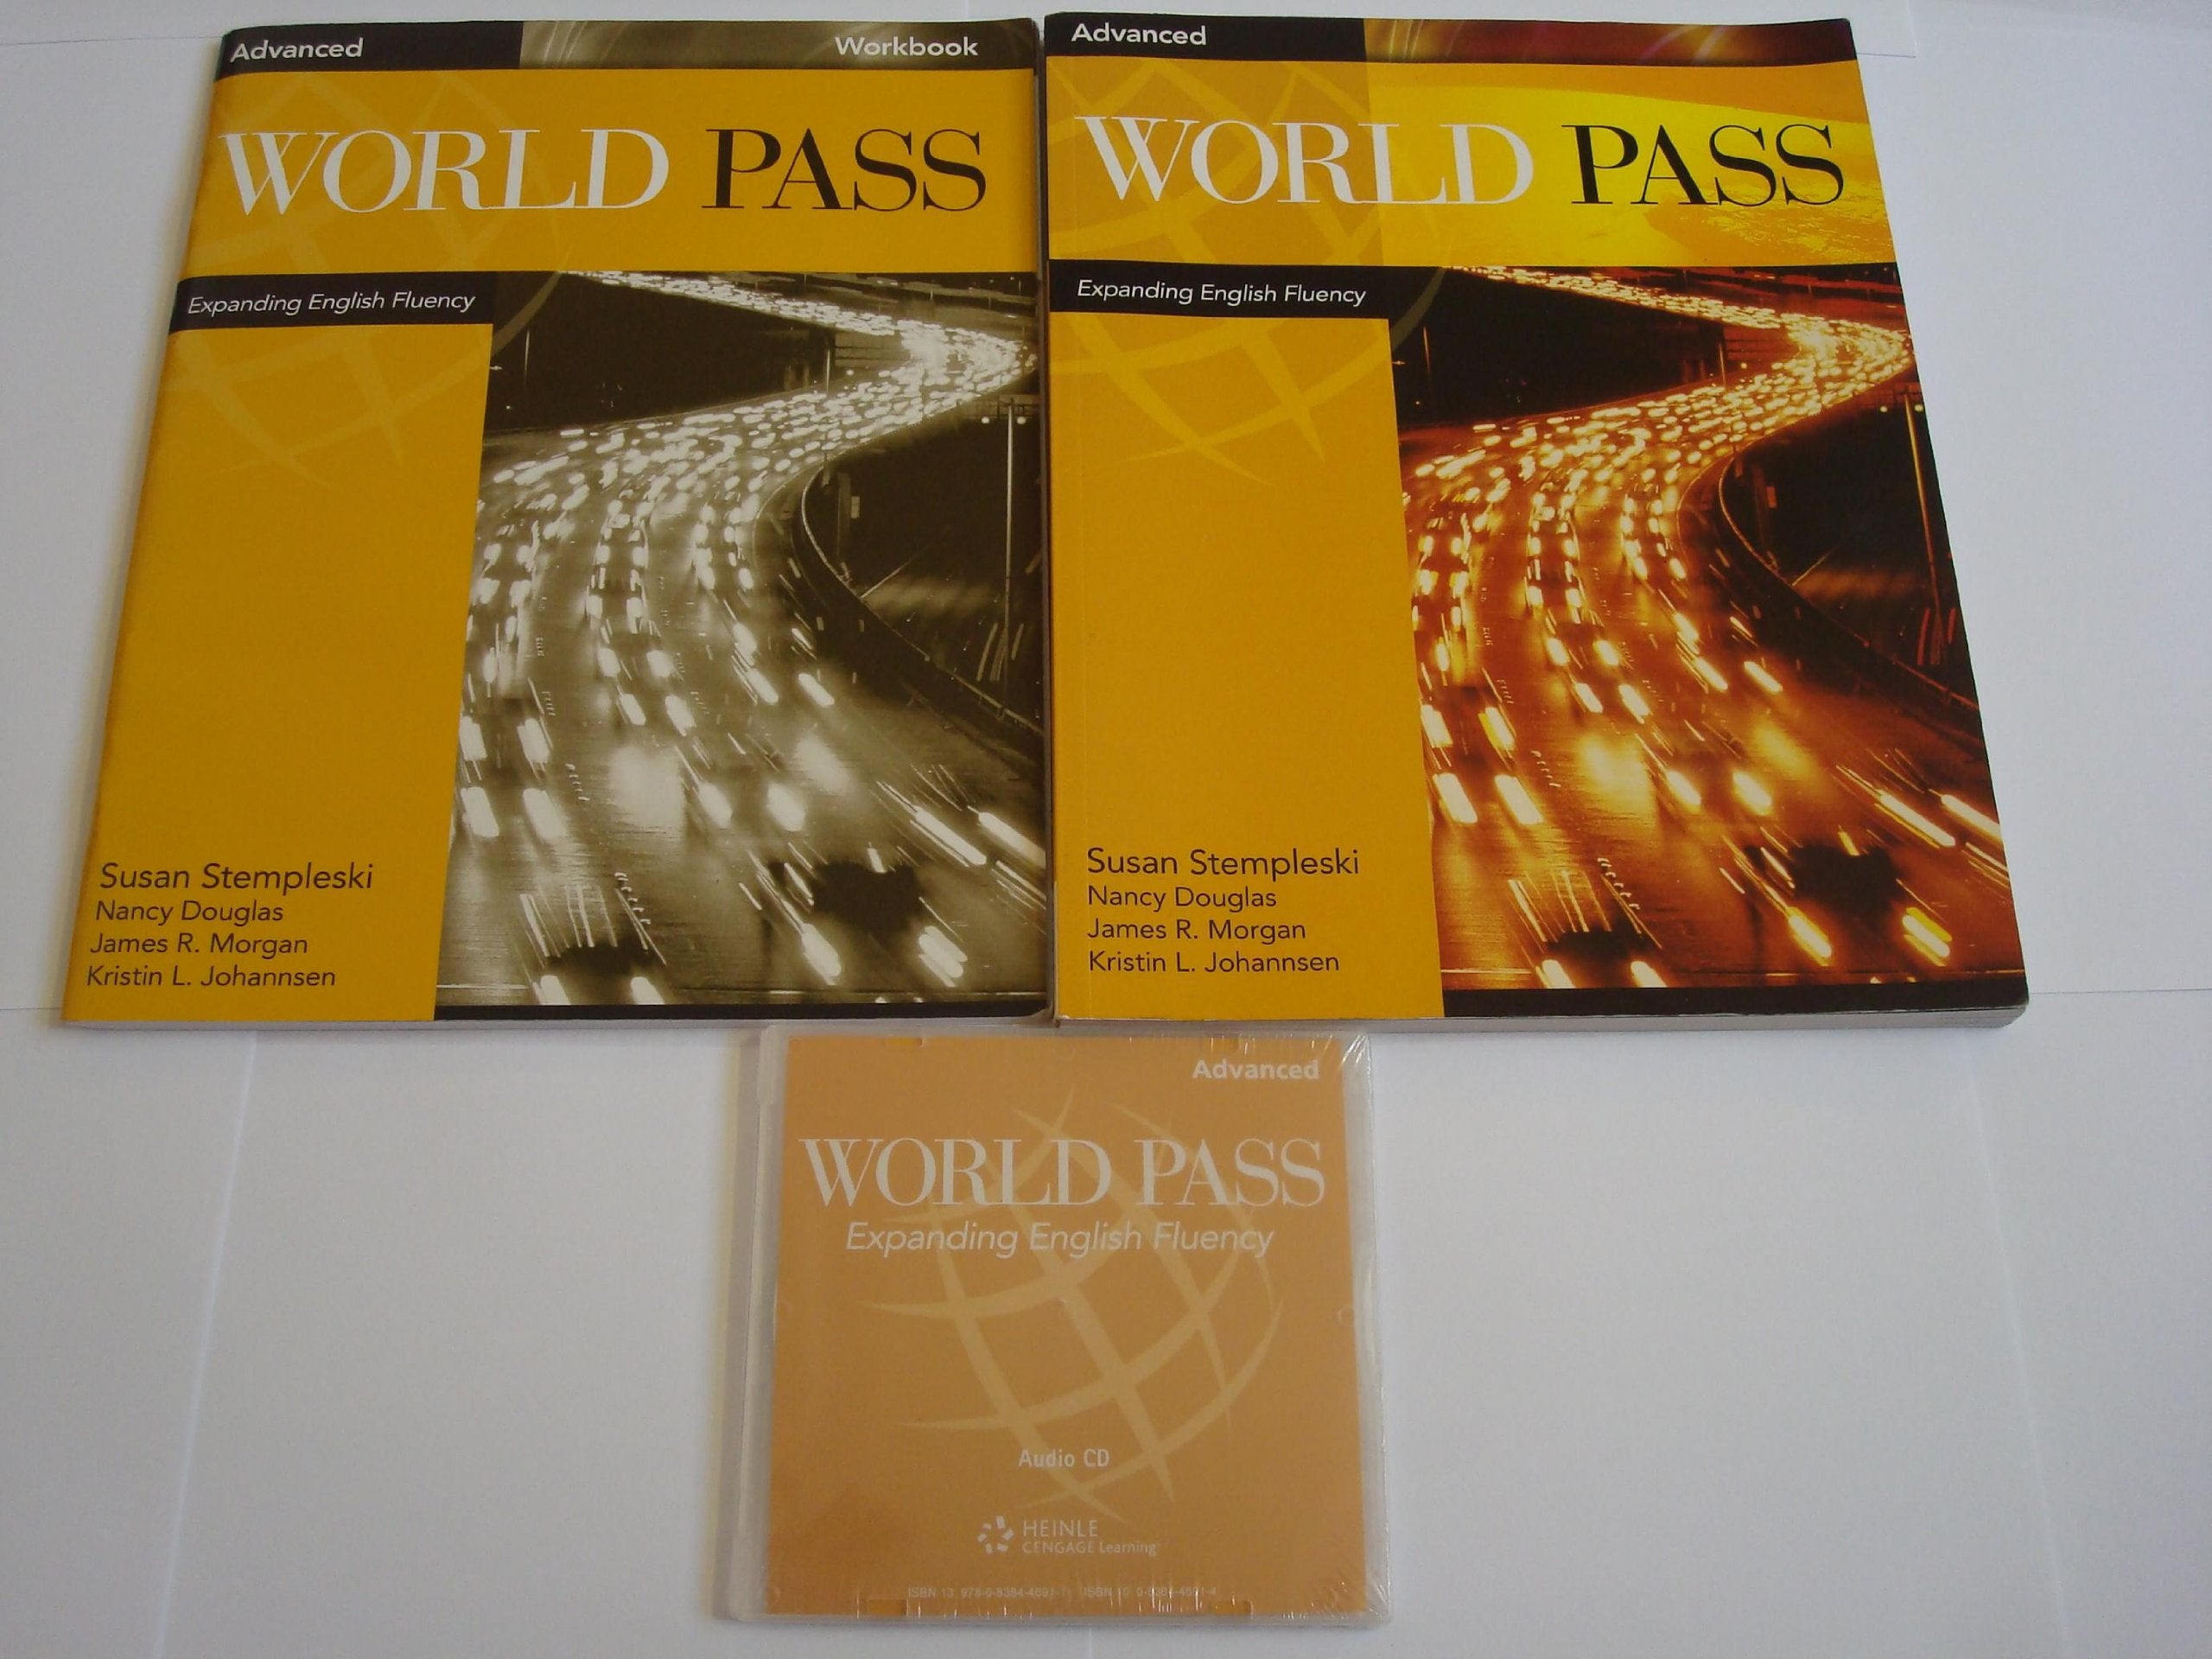 Advanced
Workbook
WORLD PASS
Expanding English Fluency
Susan Stempleski
Nancy Douglas
James R. Morgan
Kristin L. Johannsen
Advanced
WORLD PASS
Expanding English Fluency
Susan Stempleski
Nancy Douglas
James R. Morgan
Kristin L. Johannsen
Advanced
WORLD PASS
Expanding English Fluency
Audio CD
HEINLE
CENGAGE Learning